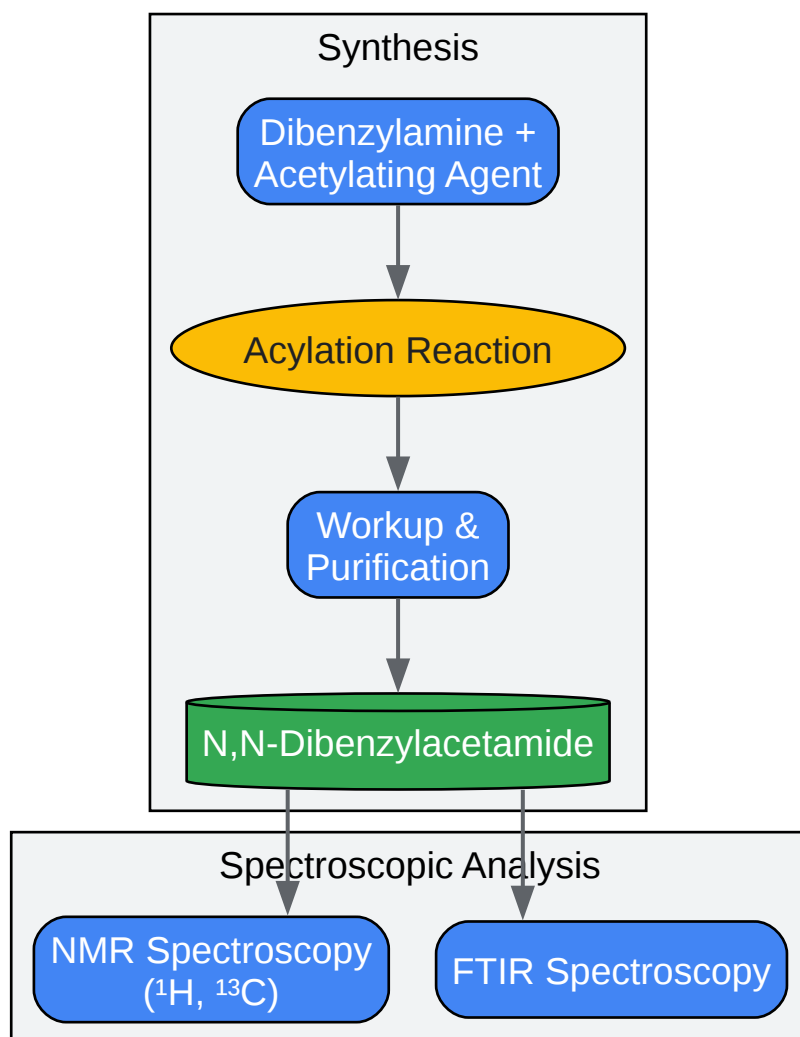 Synthesis
Dibenzylamine +
Acetylating Agent
Acylation Reaction
Workup &
Purification
N,N-Dibenzylacetamide
Spectroscopic Analysis
NMR Spectroscopy
(¹H, ¹³C)
FTIR Spectroscopy